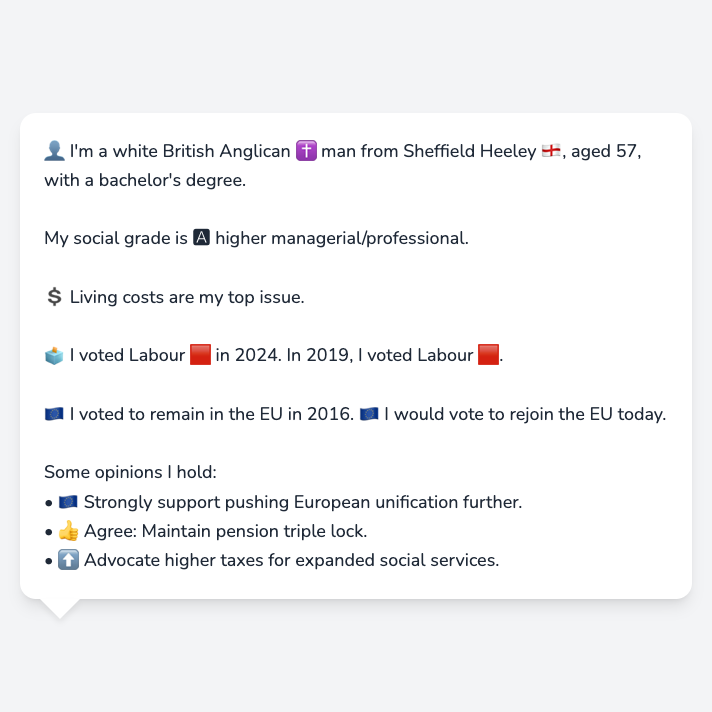 👤 I'm a white British Anglican ✝️ man from Sheffield Heeley 🏴󠁧󠁢󠁥󠁮󠁧󠁿, aged 57,
with a bachelor's degree.
My social grade is 🅰 higher managerial/professional.
💲 Living costs are my top issue.
🗳️ I voted Labour 🟥 in 2024. In 2019, I voted Labour 🟥.
🇪🇺 I voted to remain in the EU in 2016. 🇪🇺 I would vote to rejoin the EU today.
Some opinions I hold:
• 🇪🇺 Strongly support pushing European unification further.
• 👍 Agree: Maintain pension triple lock.
• ⬆️ Advocate higher taxes for expanded social services.